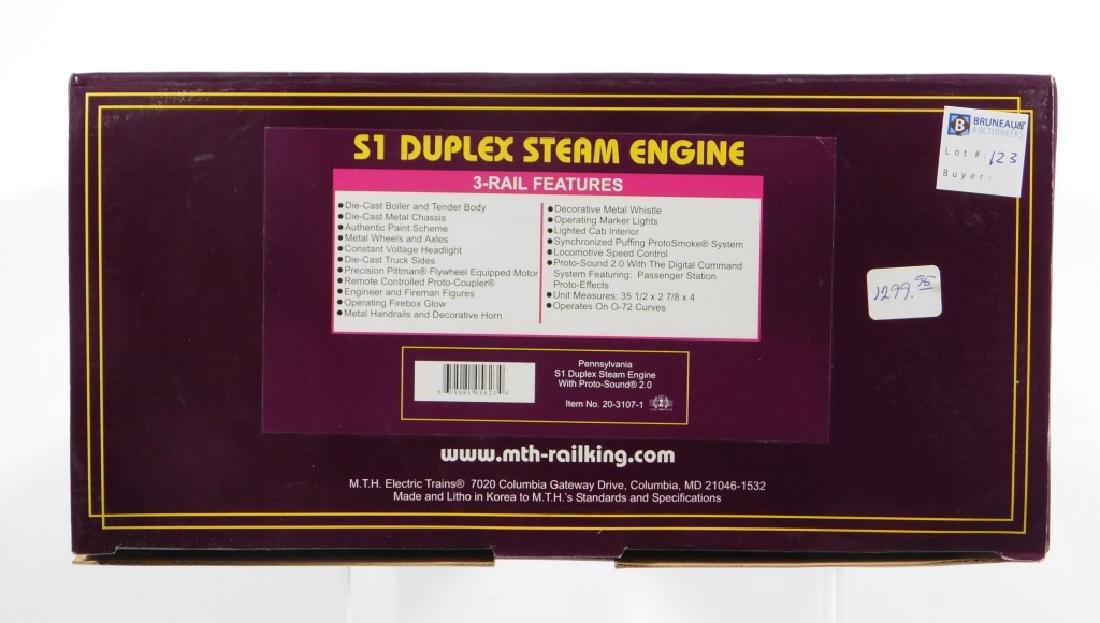 S1 DUPLEX STEAM ENGINE
3-RAIL FEATURES
•Die-Cast Boiler and Tender Body
•Die-Cast Metal Chassis
•Authentic Paint Scheme
•Metal Wheels and Axles
•Constant Voltage Headlight
•Die-Cast Truck Sides
•Precision Pittman® Flywheel Equipped Motor
•Remote Controlled Proto-Coupler®
•Engineer and Fireman Figures
•Operating Firebox Glow
•Metal Handrails and Decorative Horn
•Decorative Metal Whistle
•Operating Marker Lights
•Lighted Cab Interior
•Synchronized Puffing ProtoSmoke® System
•Locomotive Speed Control
•Proto-Sound 2.0 With The Digital Command
System Featuring: Passenger Station
Proto-Effects
•Unit Measures: 35 1/2 x 2 7/8 x 4
•Operates On O-72 Curves
Pennsylvania
S1 Duplex Steam Engine
With Proto-Sound® 2.0
Item No. 20-3107-1
www.mth-railking.com
M.T.H. Electric Trains® 7020 Columbia Gateway Drive, Columbia, MD 21046-1532
Made and Litho in Korea to M.T.H.'s Standards and Specifications
B BRUNEAU &
AUCTIONEERS
Lot #: 123
Buyer:
1299.95